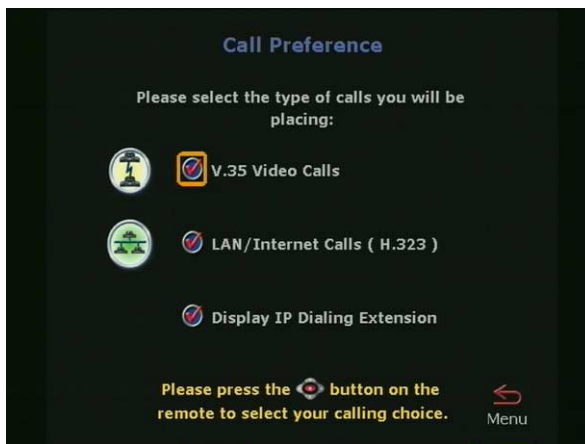 Call Preference
Please select the type of calls you will be
placing:
V.35 Video Calls
LAN/Internet Calls ( H.323 )
Display IP Dialing Extension
Please press the button on the
remote to select your calling choice.
Menu